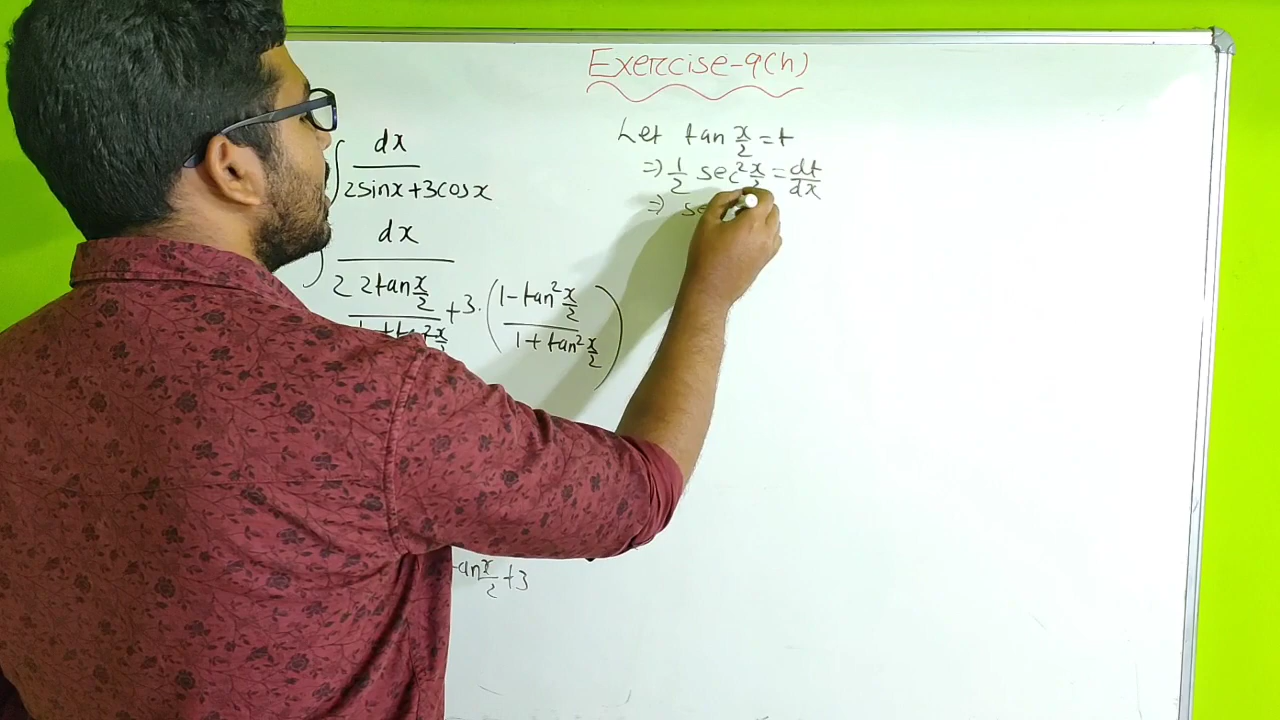 Exercise-9(h)
∫ dx / 2sinx+3cosx
∫ dx / 2 2tan x/2 / 1+tan² x/2 +3·(1-tan² x/2 / 1+tan² x/2)
an x/2 +3
Let tan x/2 = t
⇒ 1/2 sec² x/2 = dt/dx
⇒ se